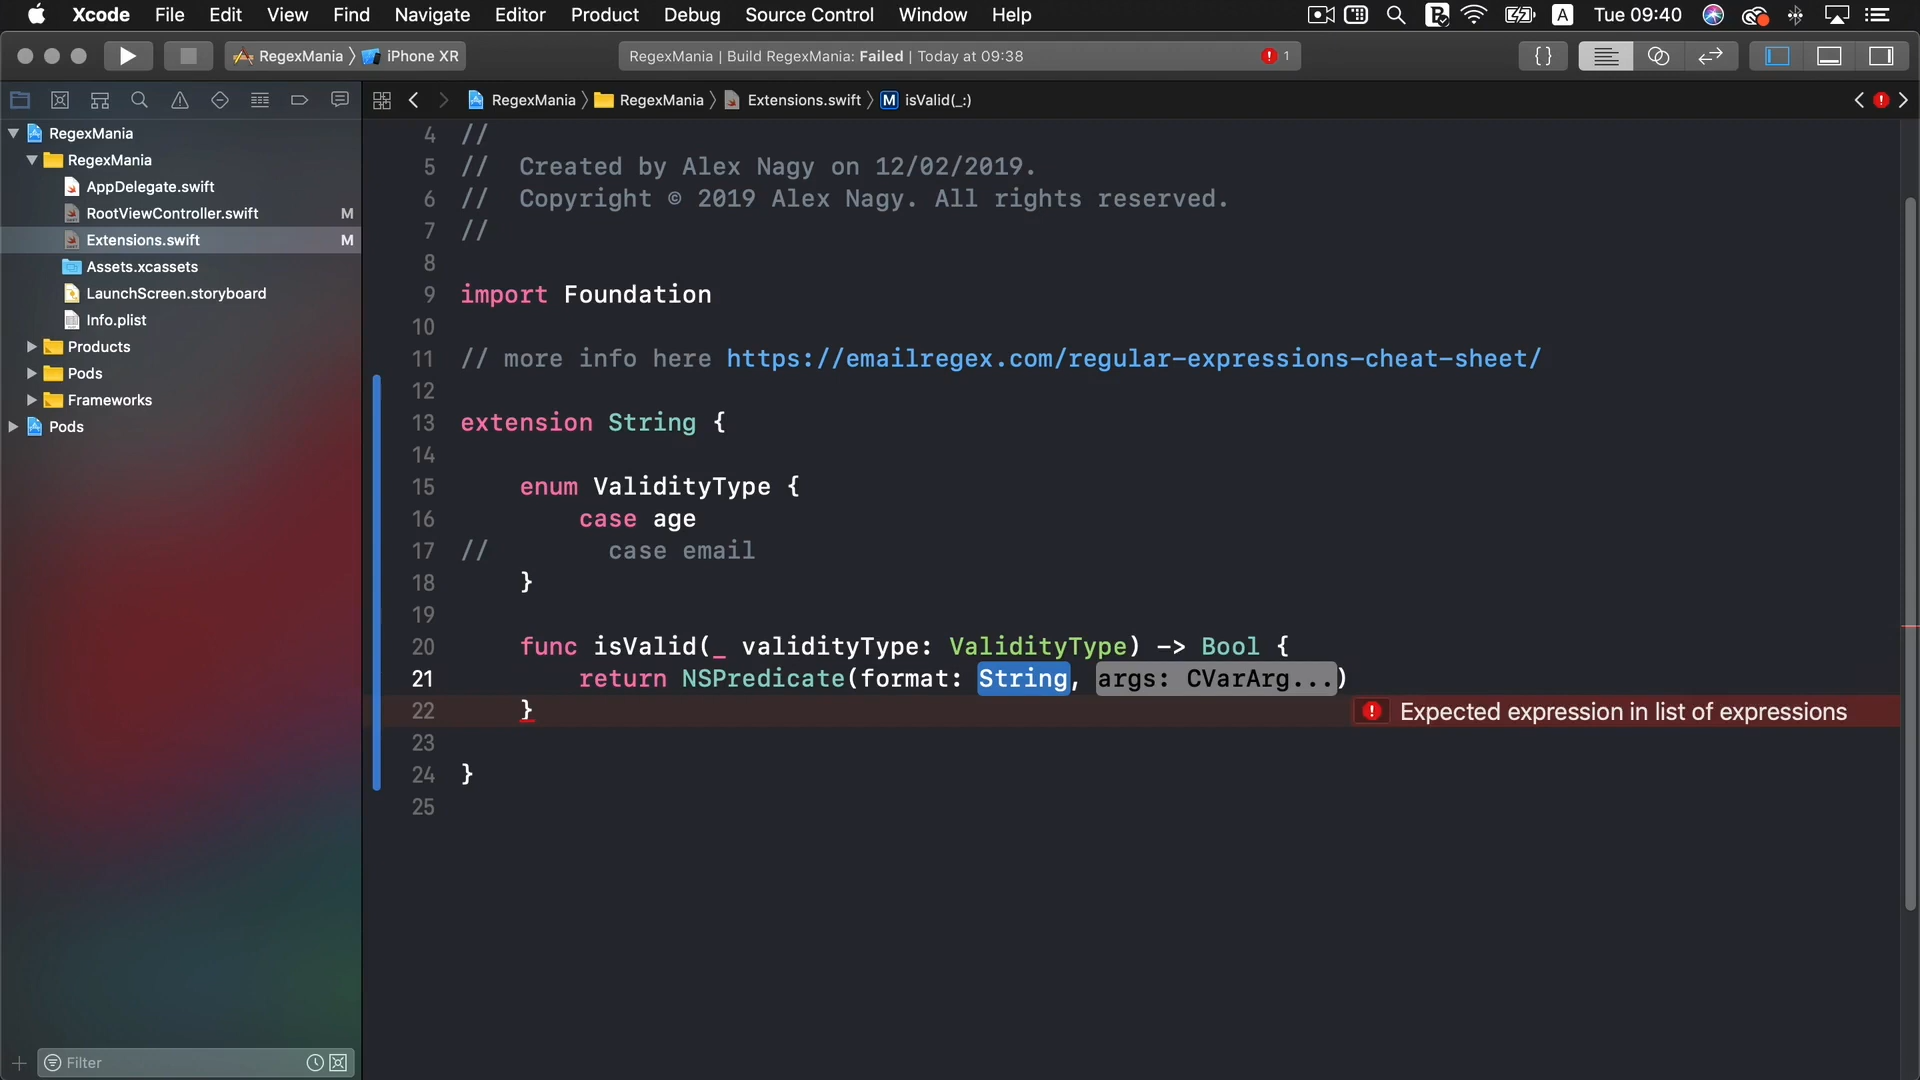 Xcode File Edit View Find Navigate Editor Product Debug Source Control Window Help Tue 09:40
RegexMania iPhone XR RegexMania | Build RegexMania: Failed | Today at 09:38 1 {}
RegexMania RegexMania Extensions.swift M isValid(_:)
RegexMania
RegexMania
AppDelegate.swift
RootViewController.swift M
Extensions.swift M
Assets.xcassets
LaunchScreen.storyboard
Info.plist
Products
Pods
Frameworks
Pods
Filter
4 //
5 // Created by Alex Nagy on 12/02/2019.
6 // Copyright © 2019 Alex Nagy. All rights reserved.
7 //
8
9 import Foundation
10
11 // more info here https://emailregex.com/regular-expressions-cheat-sheet/
12
13 extension String {
14
15 enum ValidityType {
16 case age
17 // case email
18 }
19
20 func isValid(_ validityType: ValidityType) -> Bool {
21 return NSPredicate(format: String, args: CVarArg...)
22 } Expected expression in list of expressions
23
24 }
25